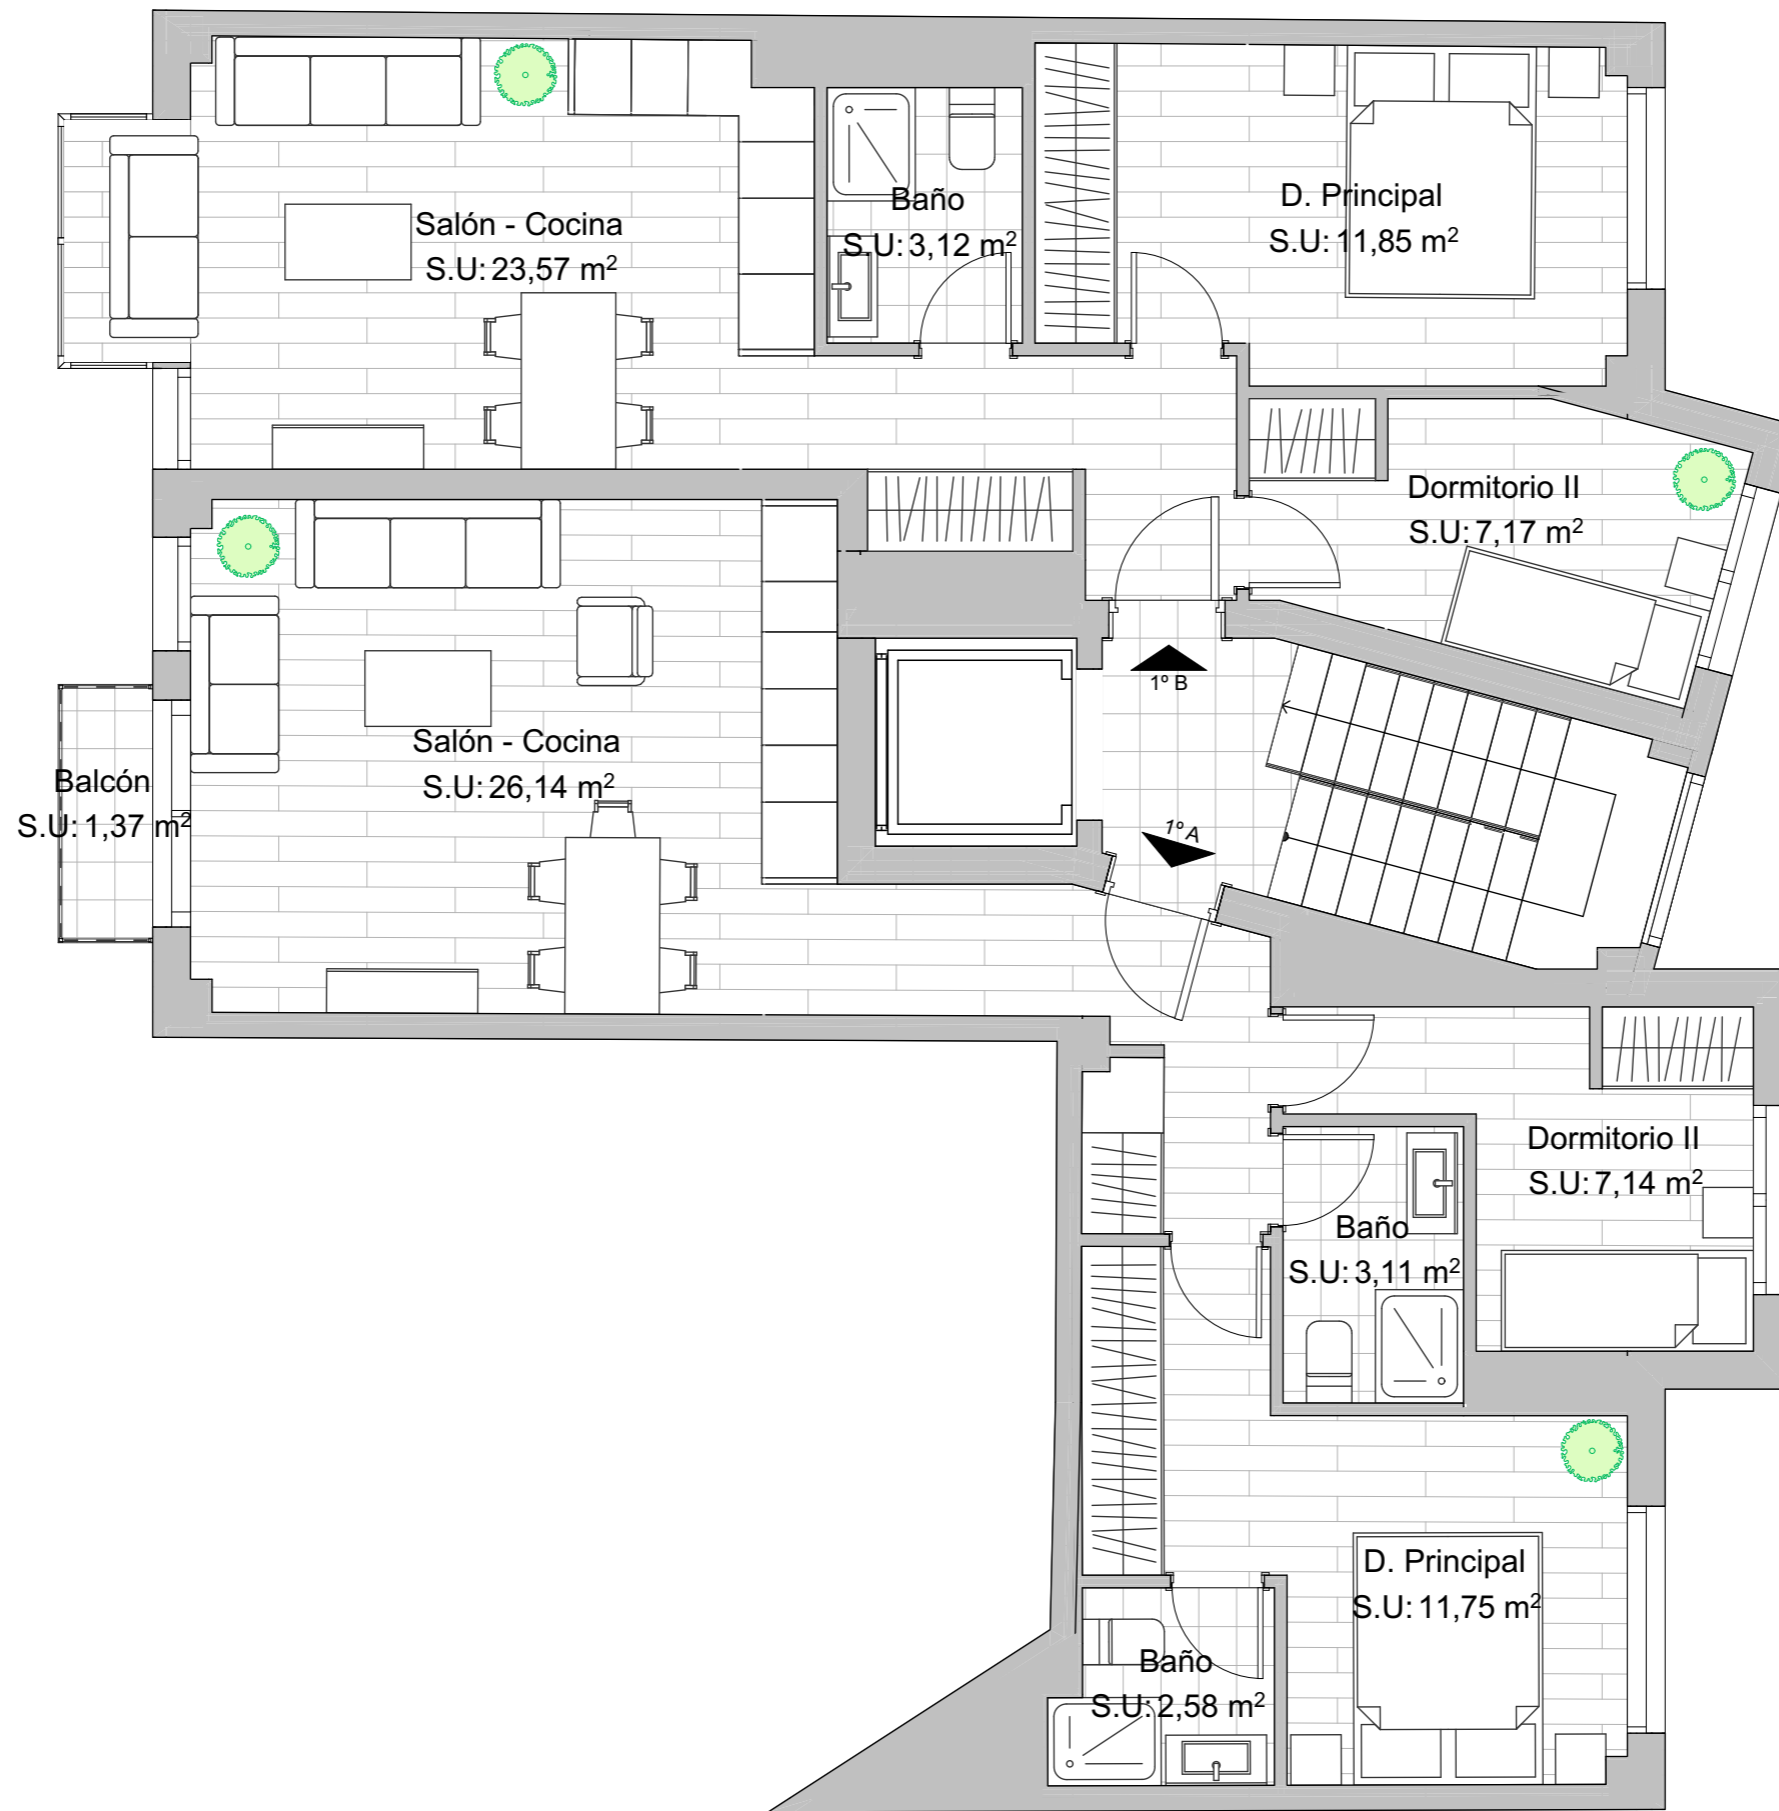 Salón - Cocina
S.U: 23,57 m²
Baño
S.U: 3,12 m²
D. Principal
S.U: 11,85 m²
Dormitorio II
S.U: 7,17 m²
1º B
Salón - Cocina
S.U: 26,14 m²
Balcón
S.U: 1,37 m²
1º A
Dormitorio II
S.U: 7,14 m²
Baño
S.U: 3,11 m²
D. Principal
S.U: 11,75 m²
Baño
S.U: 2,58 m²